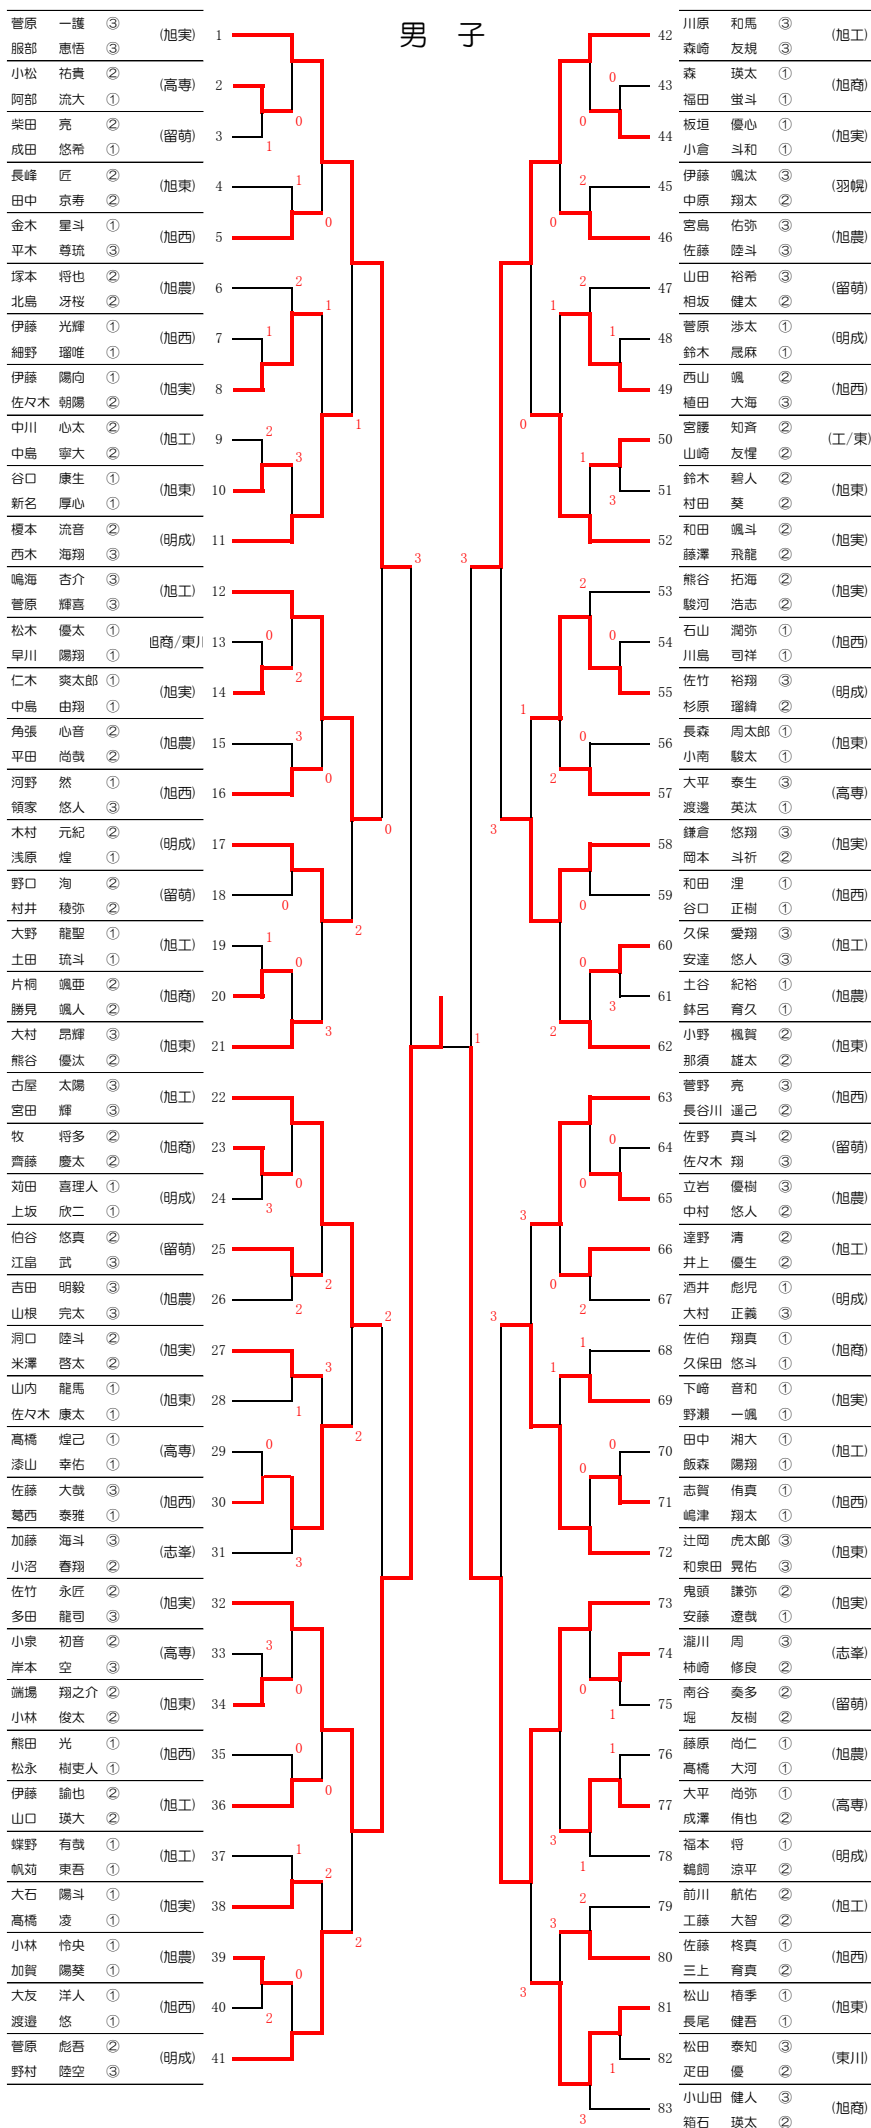 男 子
菅原 一護 ③
服部 恵悟 ③
(旭実) 1
小松 祐貴 ②
阿部 流大 ①
(高専) 2
柴田 亮 ②
成田 悠希 ①
(留萌) 3
長峰 匠 ②
田中 京寿 ②
(旭東) 4
金木 星斗 ①
平木 尊琉 ③
(旭西) 5
塚本 将也 ②
北島 冴桜 ②
(旭農) 6
伊藤 光輝 ①
細野 瑠唯 ①
(旭西) 7
伊藤 陽向 ①
佐々木 朝陽 ②
(旭実) 8
中川 心太 ②
中島 寧大 ②
(旭工) 9
谷口 康生 ①
新名 厚心 ①
(旭東) 10
榎本 流音 ②
西木 海翔 ③
(明成) 11
鳴海 杏介 ③
菅原 輝喜 ③
(旭工) 12
松木 優太 ①
早川 陽翔 ①
旭商/東川 13
仁木 爽太郎 ①
中島 由翔 ①
(旭実) 14
角張 心音 ②
平田 尚哉 ②
(旭農) 15
河野 然 ①
領家 悠人 ③
(旭西) 16
木村 元紀 ②
浅原 煌 ①
(明成) 17
野口 洵 ②
村井 稜弥 ②
(留萌) 18
大野 龍聖 ①
土田 琉斗 ①
(旭工) 19
片桐 颯亜 ②
勝見 颯人 ②
(旭商) 20
大村 昂輝 ③
熊谷 優汰 ②
(旭東) 21
古屋 太陽 ③
宮田 輝 ③
(旭工) 22
牧 将多 ②
齊藤 慶太 ②
(旭商) 23
苅田 喜理人 ①
上坂 欣二 ①
(明成) 24
伯谷 悠真 ②
江畠 武 ③
(留萌) 25
吉田 明毅 ③
山根 完太 ③
(旭農) 26
洞口 陸斗 ②
米澤 啓太 ②
(旭実) 27
山内 龍馬 ①
佐々木 康太 ①
(旭東) 28
髙橋 煌己 ①
漆山 幸佑 ①
(高専) 29
佐藤 大哉 ③
葛西 泰雅 ①
(旭西) 30
加藤 海斗 ③
小沼 春翔 ②
(志峯) 31
佐竹 永匠 ②
多田 龍司 ③
(旭実) 32
小泉 初音 ②
岸本 空 ③
(高専) 33
端場 翔之介 ②
小林 俊太 ②
(旭東) 34
熊田 光 ①
松永 樹吏人 ①
(旭西) 35
伊藤 諭也 ②
山口 瑛大 ②
(旭工) 36
蝶野 有哉 ①
帆苅 東吾 ①
(旭工) 37
大石 陽斗 ①
髙橋 凌 ①
(旭実) 38
小林 怜央 ①
加賀 陽葵 ①
(旭農) 39
大友 洋人 ①
渡邉 悠 ①
(旭西) 40
菅原 彪吾 ②
野村 陸空 ③
(明成) 41
42 川原 和馬 ③
森崎 友規 ③
(旭工)
43 森 瑛太 ①
福田 蛍斗 ①
(旭商)
44 板垣 優心 ①
小倉 斗和 ①
(旭実)
45 伊藤 颯汰 ③
中原 翔太 ②
(羽幌)
46 宮島 佑弥 ③
佐藤 陸斗 ③
(旭農)
47 山田 裕希 ③
相坂 健太 ②
(留萌)
48 菅原 渉太 ①
鈴木 晟麻 ①
(明成)
49 西山 颯 ②
植田 大海 ③
(旭西)
50 宮腰 知斉 ②
山崎 友惺 ②
(工/東)
51 鈴木 碧人 ②
村田 葵 ②
(旭東)
52 和田 颯斗 ②
藤澤 飛龍 ②
(旭実)
53 熊谷 拓海 ②
駿河 浩志 ②
(旭実)
54 石山 潤弥 ①
川島 司祥 ①
(旭西)
55 佐竹 裕翔 ③
杉原 瑠緯 ②
(明成)
56 長森 周太郎 ①
小南 駿太 ①
(旭東)
57 大平 泰生 ③
渡邊 英汰 ①
(高専)
58 鎌倉 悠翔 ③
岡本 斗祈 ②
(旭実)
59 和田 浬 ①
谷口 正樹 ①
(旭西)
60 久保 愛翔 ③
安達 悠人 ③
(旭工)
61 土谷 紀裕 ①
鉢呂 育久 ①
(旭農)
62 小野 楓賀 ②
那須 雄太 ②
(旭東)
63 菅野 亮 ③
長谷川 遥己 ②
(旭西)
64 佐野 真斗 ②
佐々木 翔 ③
(留萌)
65 立岩 優樹 ③
中村 悠人 ②
(旭農)
66 達野 清 ②
井上 優生 ②
(旭工)
67 酒井 彪児 ①
大村 正義 ③
(明成)
68 佐伯 翔真 ①
久保田 悠斗 ①
(旭商)
69 下﨑 音和 ①
野瀬 一颯 ①
(旭実)
70 田中 湘大 ①
飯森 陽翔 ①
(旭工)
71 志賀 侑真 ①
嶋津 翔太 ①
(旭西)
72 辻岡 虎太郎 ③
和泉田 晃佑 ③
(旭東)
73 鬼頭 謙弥 ②
安藤 遼哉 ①
(旭実)
74 瀧川 周 ③
柿崎 修良 ②
(志峯)
75 南谷 奏多 ②
堀 友樹 ②
(留萌)
76 藤原 尚仁 ①
髙橋 大河 ①
(旭農)
77 大平 尚弥 ①
成澤 侑也 ②
(高専)
78 福本 将 ①
鵜飼 涼平 ②
(明成)
79 前川 航佑 ②
工藤 大智 ②
(旭工)
80 佐藤 柊真 ①
三上 育真 ②
(旭西)
81 松山 椿季 ①
長尾 健吾 ①
(旭東)
82 松田 泰知 ③
疋田 優 ②
(東川)
83 小山田 健人 ③
箱石 瑛太 ②
(旭商)